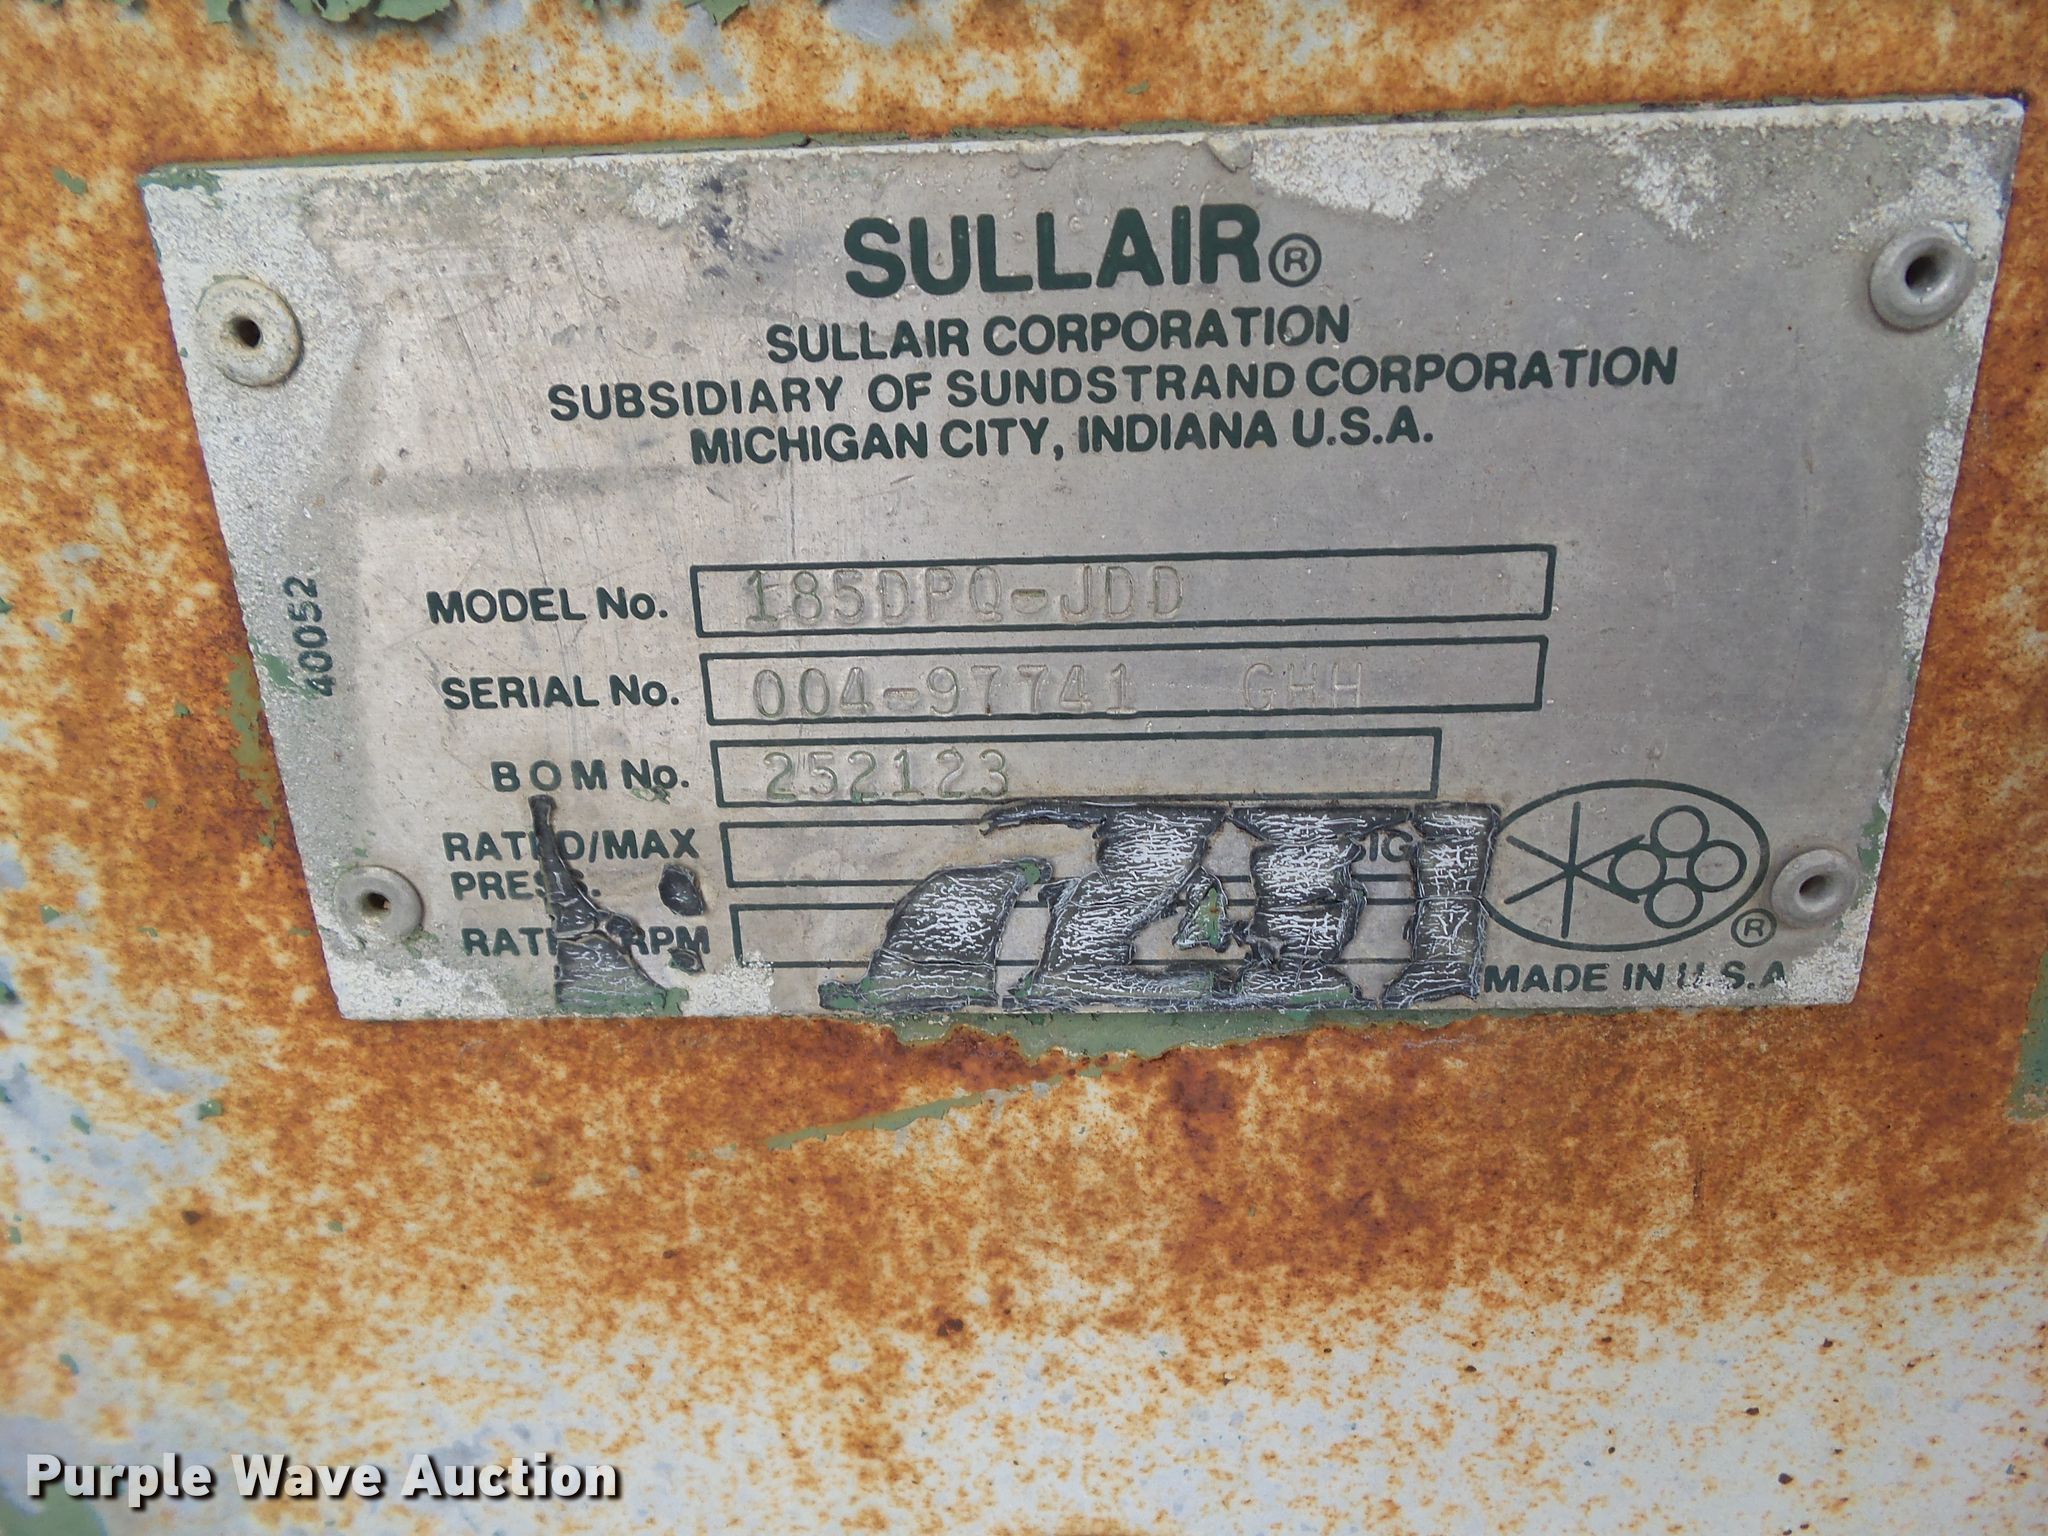 SULLAIR®
SULLAIR CORPORATION
SUBSIDIARY OF SUNDSTRAND CORPORATION
MICHIGAN CITY, INDIANA U.S.A.
40052
MODEL No. 185DPQ-JDD
SERIAL No. 004-97741 GHH
BOM No. 252123
RATED/MAX
PRESS.
RPM
®
MADE IN U.S.A
Purple Wave Auction